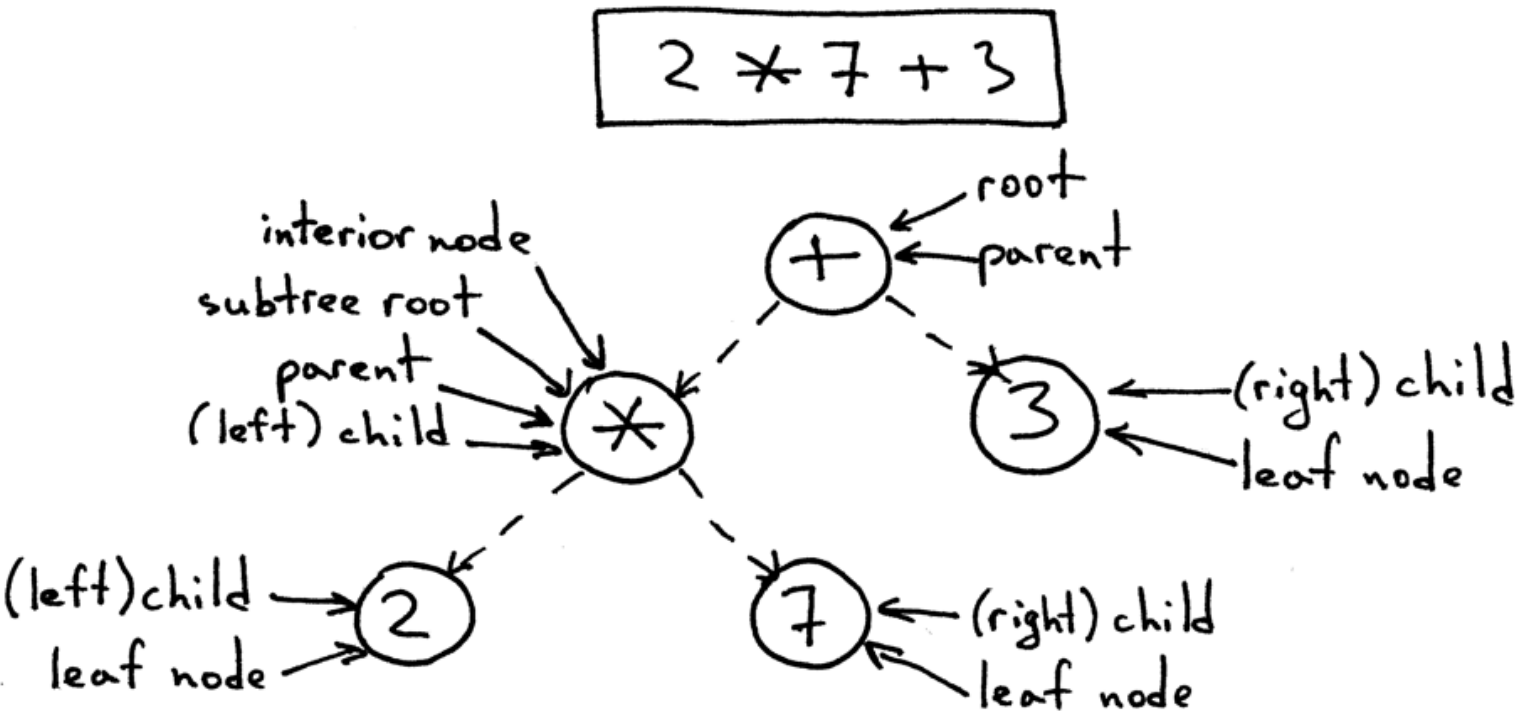 2 * 7 + 3
root
parent
+
interior node
subtree root
parent
(left) child
*
3
(right) child
leaf node
(left) child
leaf node
2
7
(right) child
leaf node